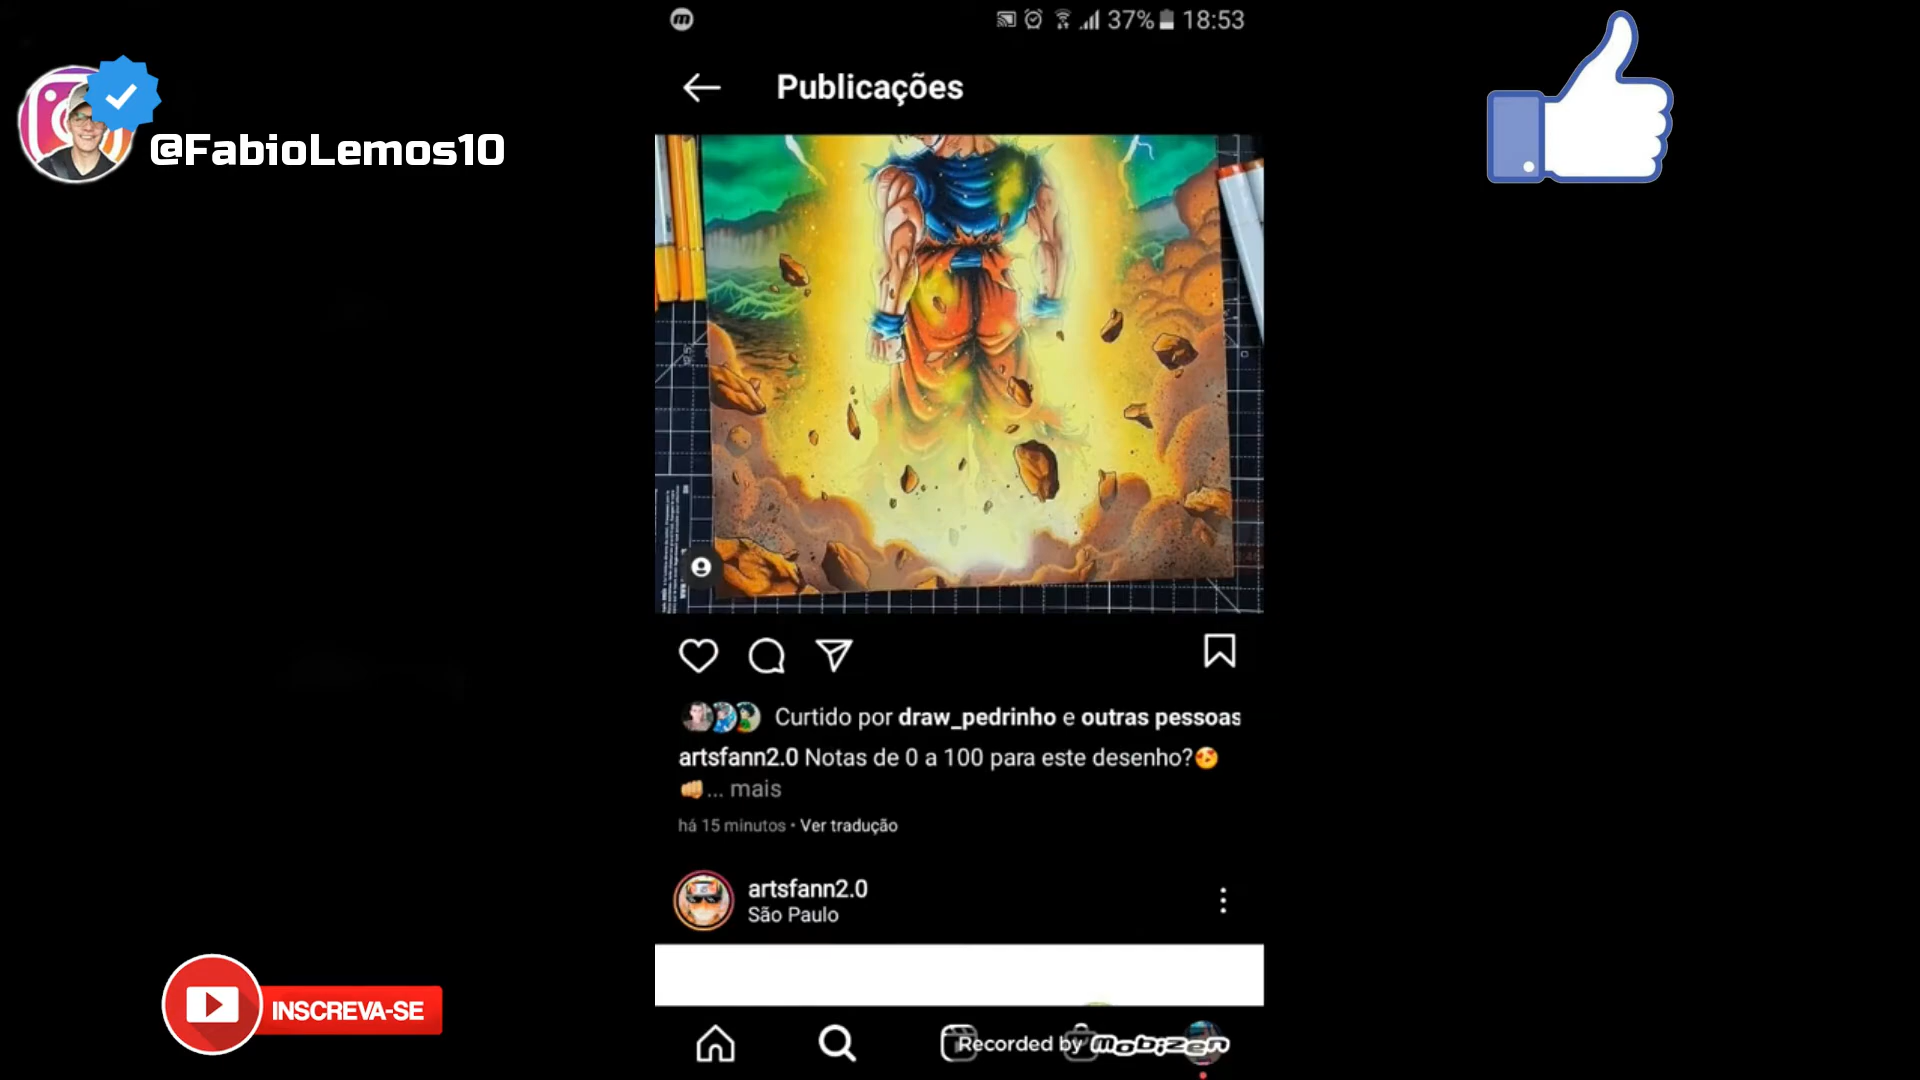 37% 18:53
Publicações
@FabioLemos10
Curtido por draw_pedrinho e outras pessoas
artsfann2.0 Notas de 0 a 100 para este desenho?😍
👊... mais
há 15 minutos • Ver tradução
artsfann2.0
São Paulo
INSCREVA-SE
Recorded by Mobizen